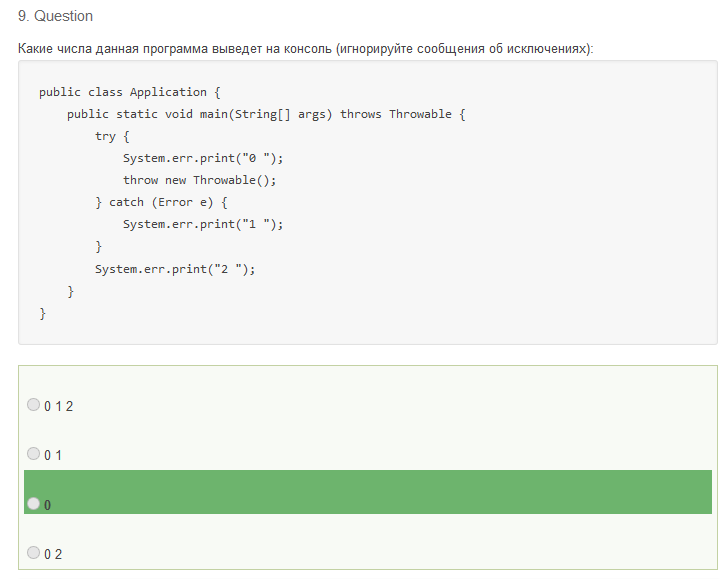 9. Question
Какие числа данная программа выведет на консоль (игнорируйте сообщения об исключениях):
public class Application {
    public static void main(String[] args) throws Throwable {
        try {
            System.err.print("0 ");
            throw new Throwable();
        } catch (Error e) {
            System.err.print("1 ");
        }
        System.err.print("2 ");
    }
}
0 1 2
0 1
0
0 2